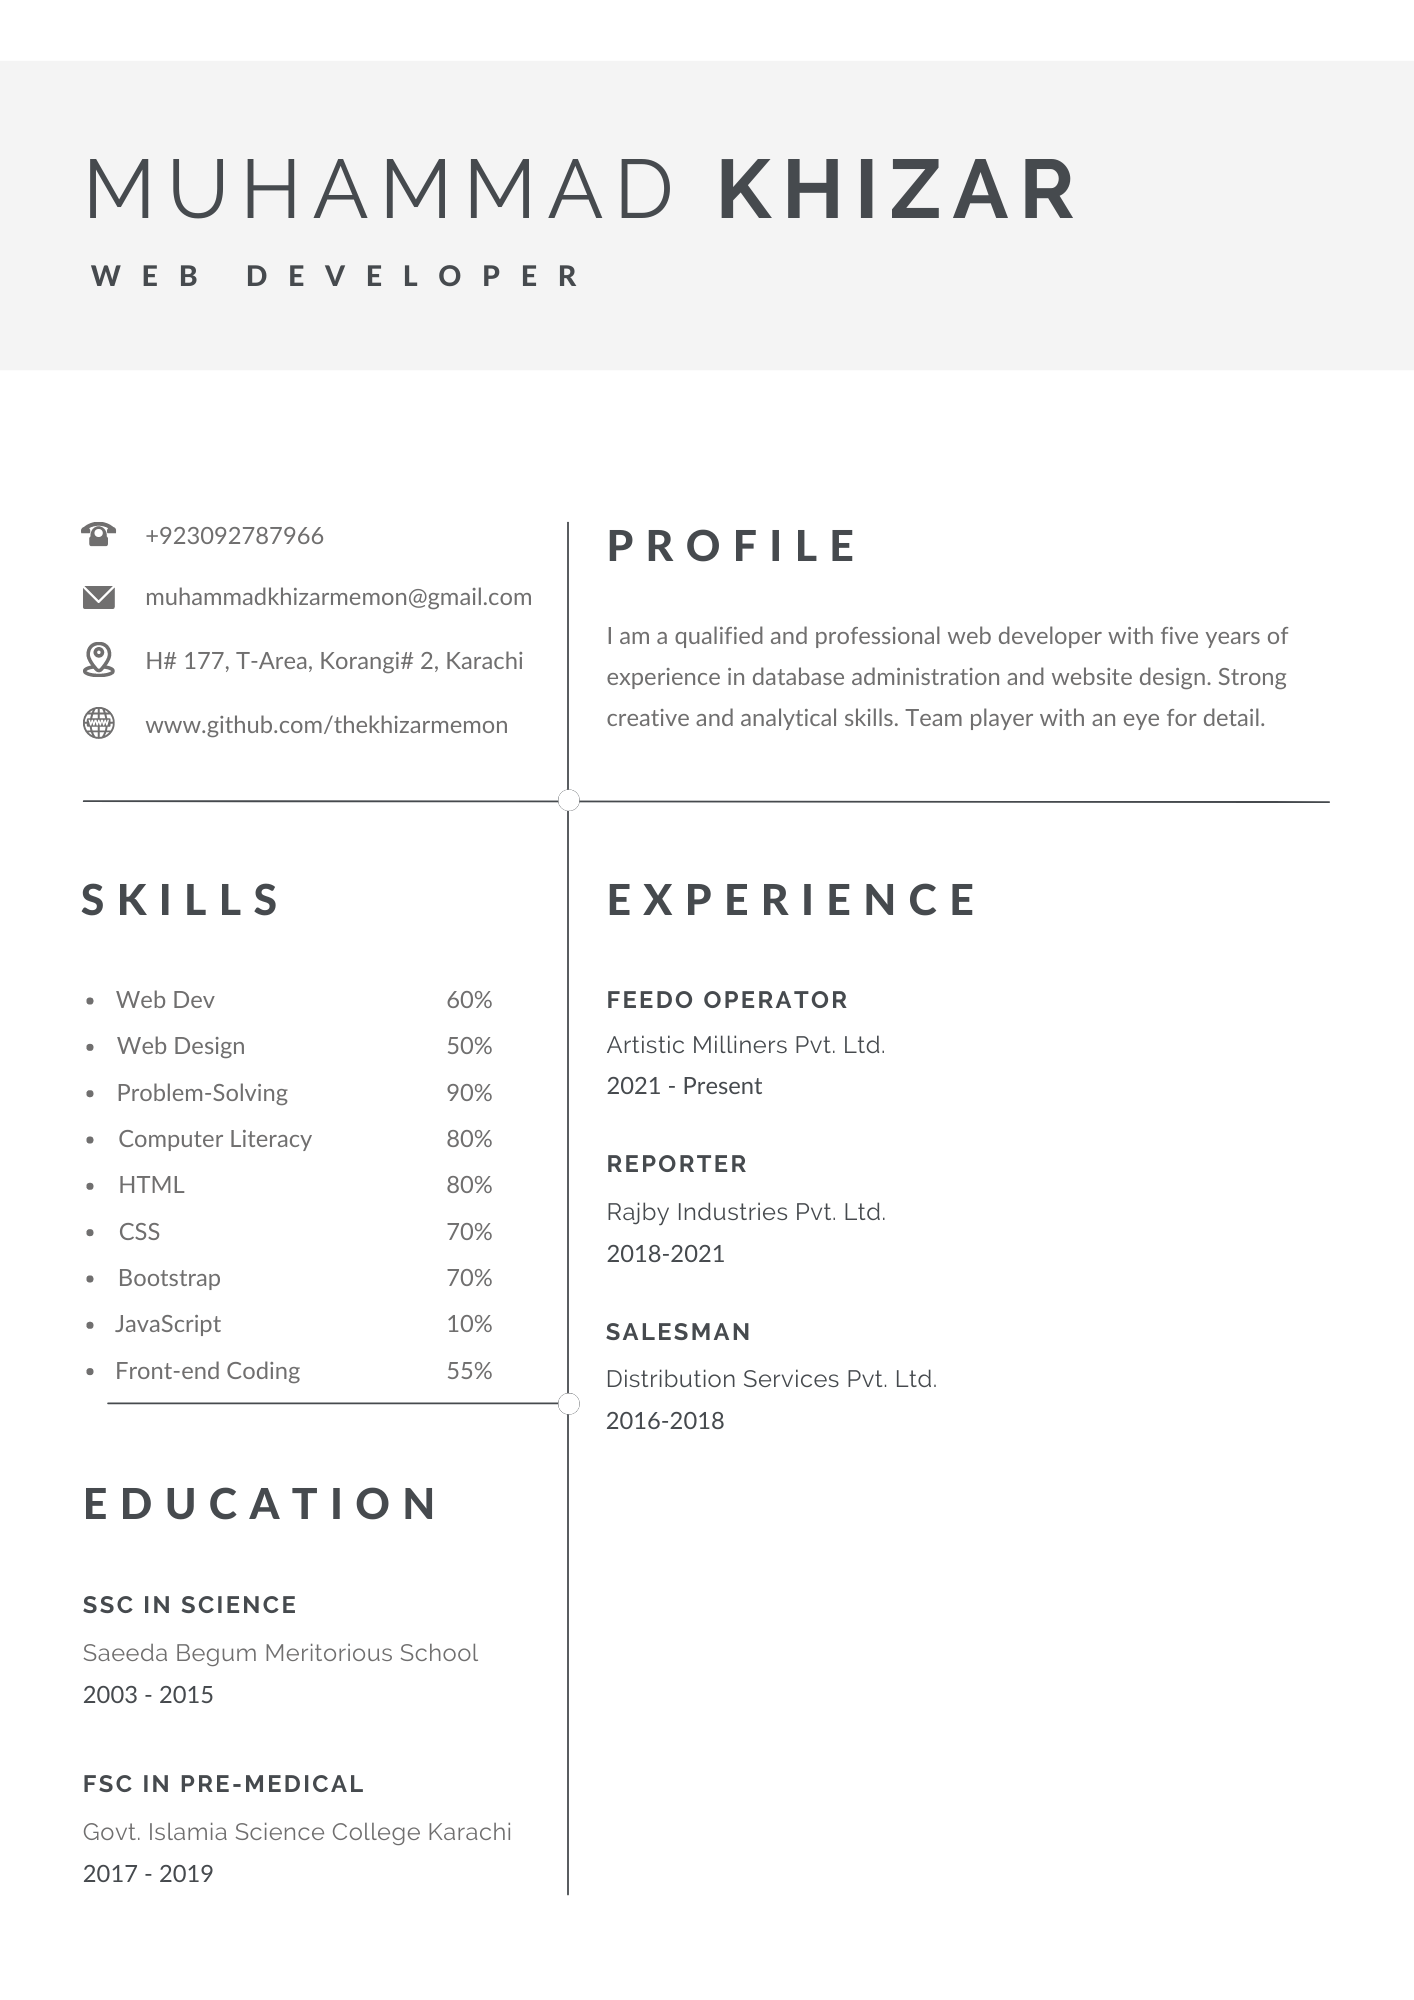 MUHAMMAD KHIZAR
WEB DEVELOPER
+923092787966
muhammadkhizarmemon@gmail.com
H# 177, T-Area, Korangi# 2, Karachi
www.github.com/thekhizarmemon
PROFILE
I am a qualified and professional web developer with five years of
experience in database administration and website design. Strong
creative and analytical skills. Team player with an eye for detail.
SKILLS
• Web Dev 60%
• Web Design 50%
• Problem-Solving 90%
• Computer Literacy 80%
• HTML 80%
• CSS 70%
• Bootstrap 70%
• JavaScript 10%
• Front-end Coding 55%
EDUCATION
SSC IN SCIENCE
Saeeda Begum Meritorious School
2003 - 2015
FSC IN PRE-MEDICAL
Govt. Islamia Science College Karachi
2017 - 2019
EXPERIENCE
FEEDO OPERATOR
Artistic Milliners Pvt. Ltd.
2021 - Present
REPORTER
Rajby Industries Pvt. Ltd.
2018-2021
SALESMAN
Distribution Services Pvt. Ltd.
2016-2018